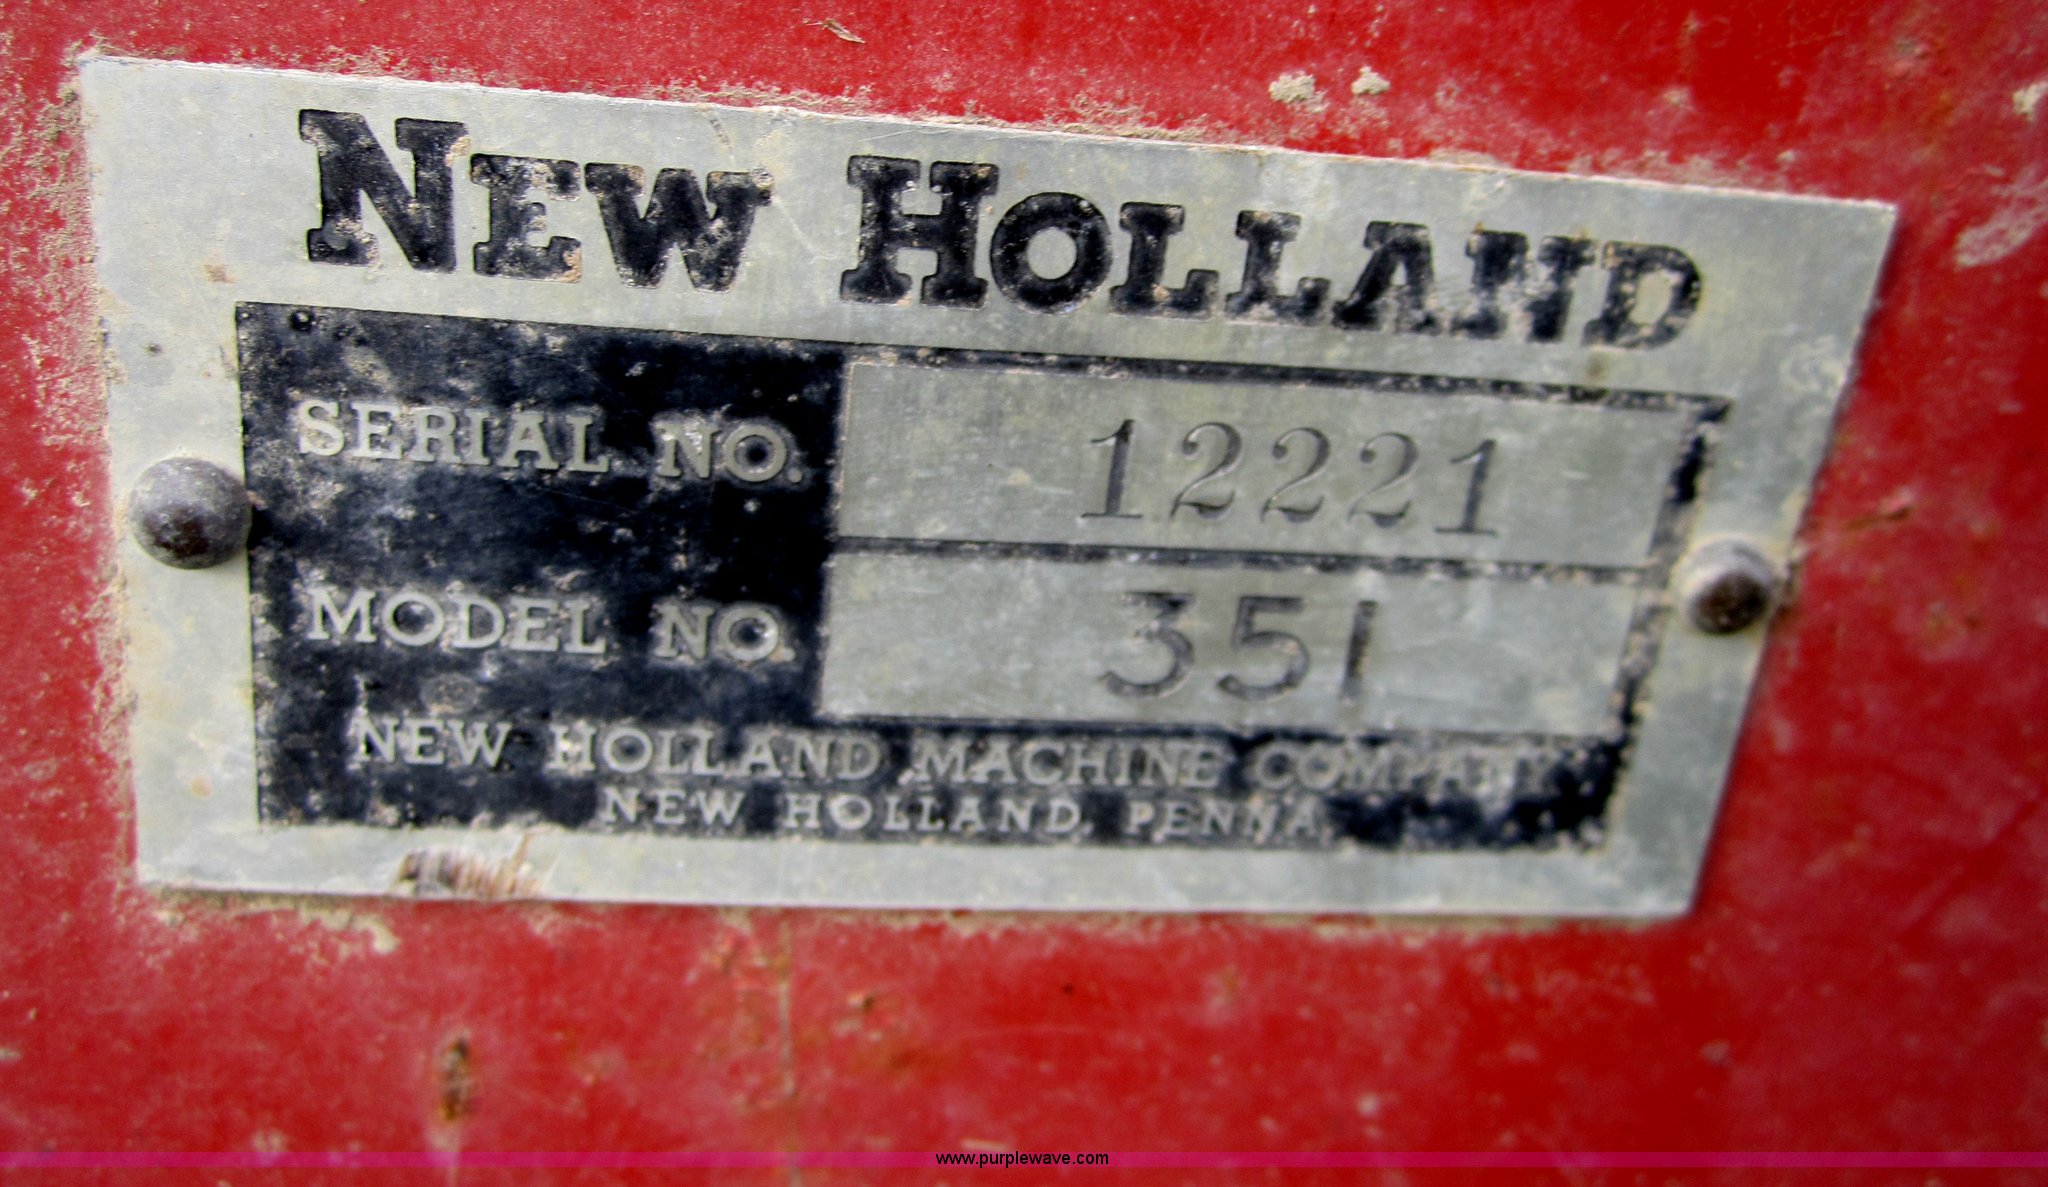 NEW HOLLAND
SERIAL NO. 12221
MODEL NO. 351
NEW HOLLAND MACHINE COMPANY
NEW HOLLAND, PENNA.
www.purplewave.com